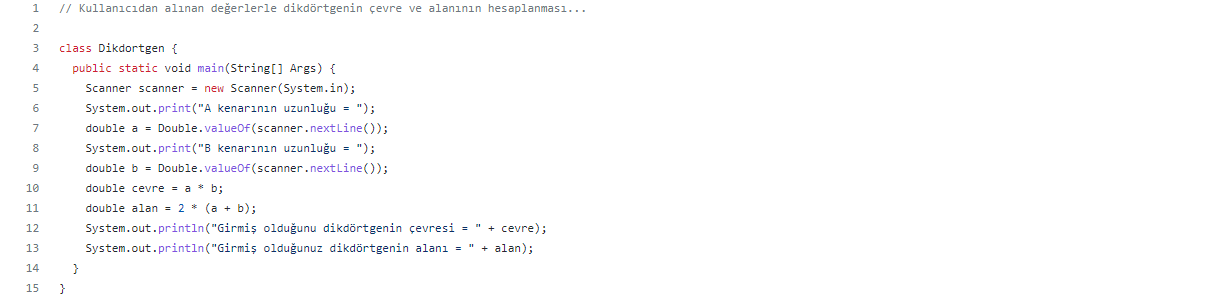 1 // Kullanıcıdan alınan değerlerle dikdörtgenin çevre ve alanının hesaplanması...
2
3 class Dikdortgen {
4   public static void main(String[] Args) {
5     Scanner scanner = new Scanner(System.in);
6     System.out.print("A kenarının uzunluğu = ");
7     double a = Double.valueOf(scanner.nextLine());
8     System.out.print("B kenarının uzunluğu = ");
9     double b = Double.valueOf(scanner.nextLine());
10     double cevre = a * b;
11     double alan = 2 * (a + b);
12     System.out.println("Girmiş olduğunu dikdörtgenin çevresi = " + cevre);
13     System.out.println("Girmiş olduğunuz dikdörtgenin alanı = " + alan);
14   }
15 }